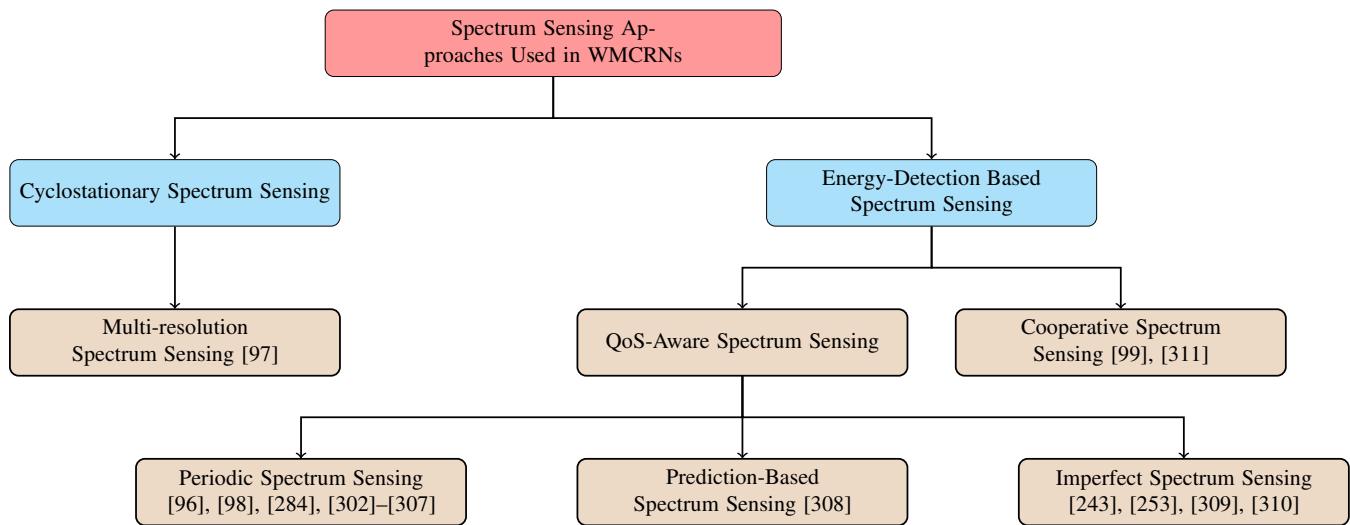 Spectrum Sensing Ap-
proaches Used in WMCRNs
Cyclostationary Spectrum Sensing
Energy-Detection Based
Spectrum Sensing
Multi-resolution
Spectrum Sensing [97]
QoS-Aware Spectrum Sensing
Cooperative Spectrum
Sensing [99], [311]
Periodic Spectrum Sensing
[96], [98], [284], [302]–[307]
Prediction-Based
Spectrum Sensing [308]
Imperfect Spectrum Sensing
[243], [253], [309], [310]